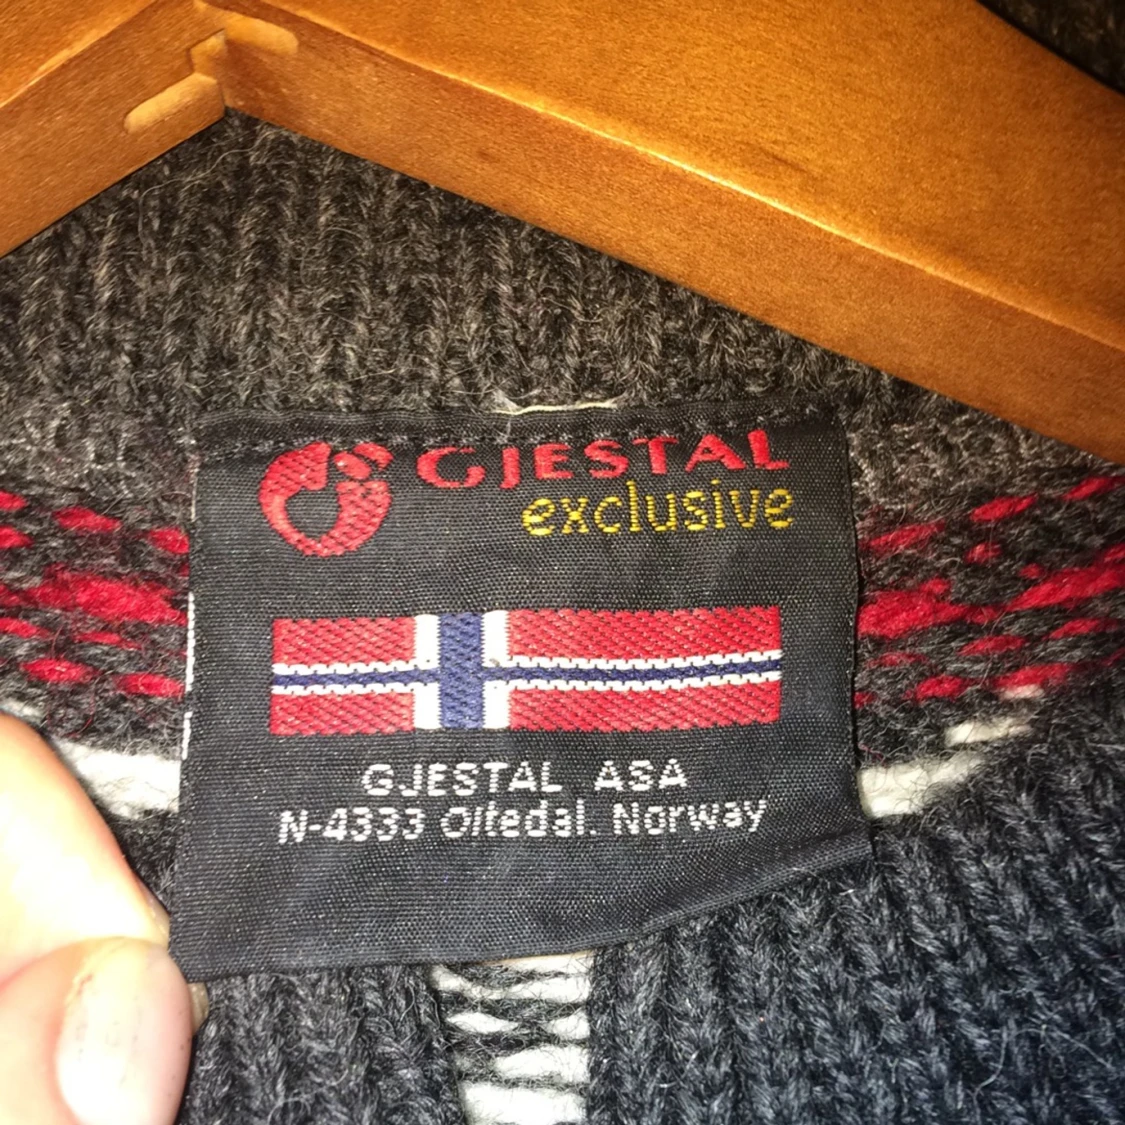 GJESTAL
exclusive
GJESTAL ASA
N-4333 Oltedal. Norway